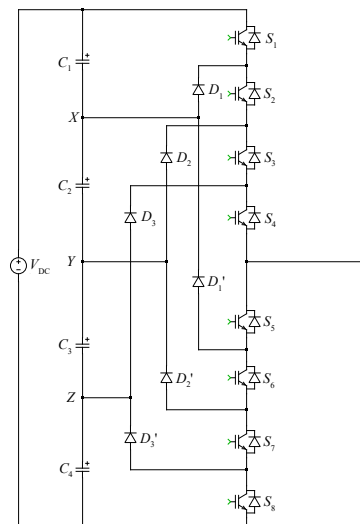 S1
C1
+
D1
S2
X
D2
S3
C2
+
D3
S4
VDC
+
−
Y
D1'
S5
C3
+
D2'
S6
Z
D3'
S7
C4
+
S8